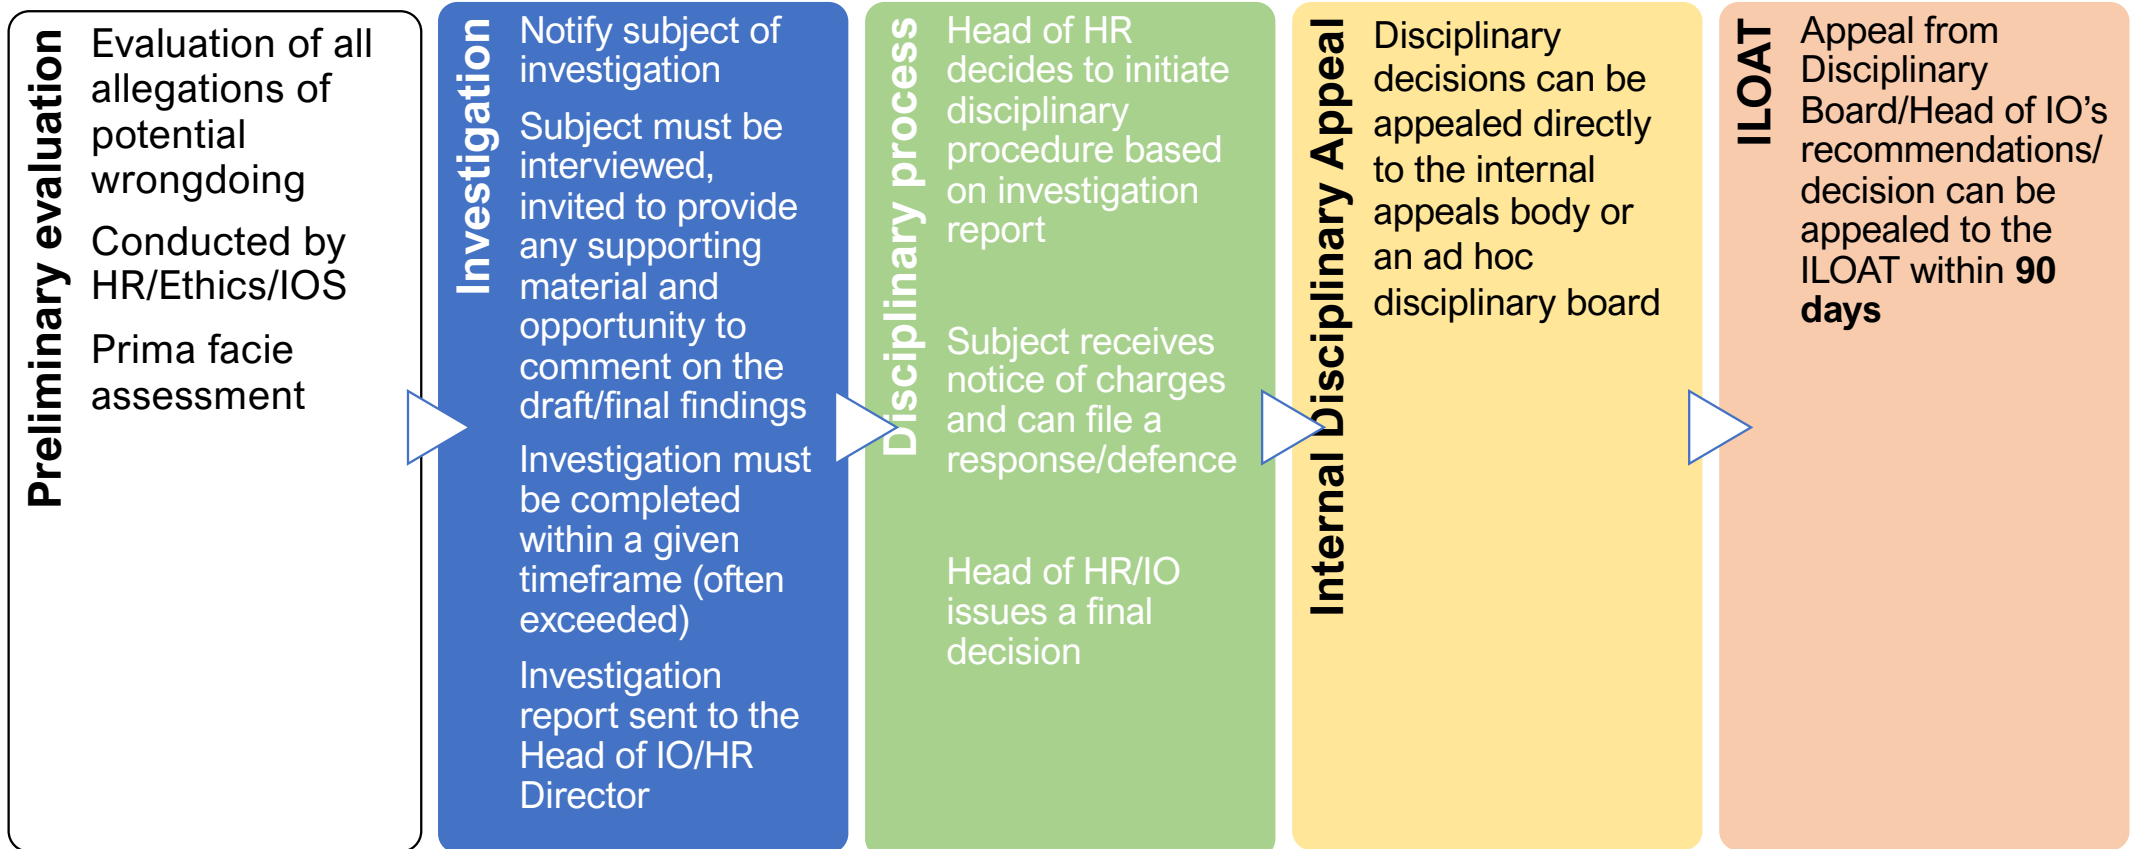 Preliminary evaluation
Evaluation of all
allegations of
potential
wrongdoing
Conducted by
HR/Ethics/IOS
Prima facie
assessment
Investigation
Notify subject of
investigation
Subject must be
interviewed,
invited to provide
any supporting
material and
opportunity to
comment on the
draft/final findings
Investigation must
be completed
within a given
timeframe (often
exceeded)
Investigation
report sent to the
Head of IO/HR
Director
Disciplinary process
Head of HR
decides to initiate
disciplinary
procedure based
on investigation
report
Subject receives
notice of charges
and can file a
response/defence
Head of HR/IO
issues a final
decision
Internal Disciplinary Appeal
Disciplinary
decisions can be
appealed directly
to the internal
appeals body or
an ad hoc
disciplinary board
ILOAT
Appeal from
Disciplinary
Board/Head of IO’s
recommendations/
decision can be
appealed to the
ILOAT within 90
days